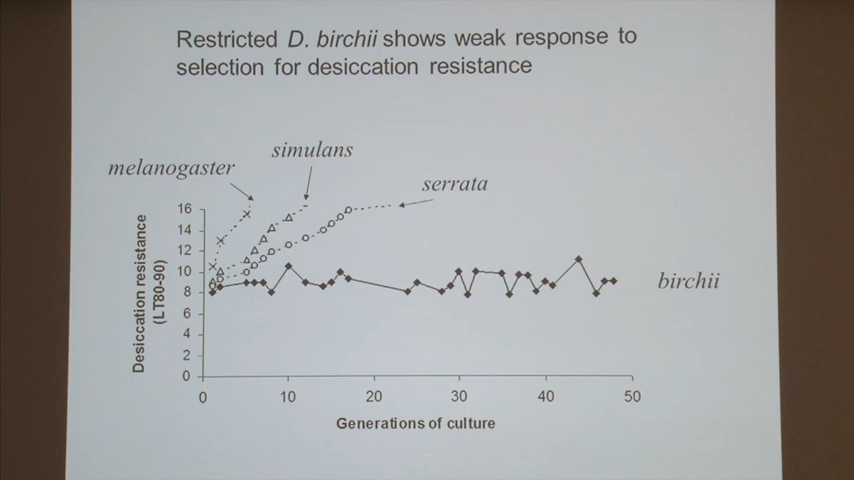 Restricted D. birchii shows weak response to
selection for desiccation resistance
melanogaster
simulans
serrata
birchii
Desiccation resistance
(LT80-90)
16
14
12
10
8
6
4
2
0
0 10 20 30 40 50
Generations of culture